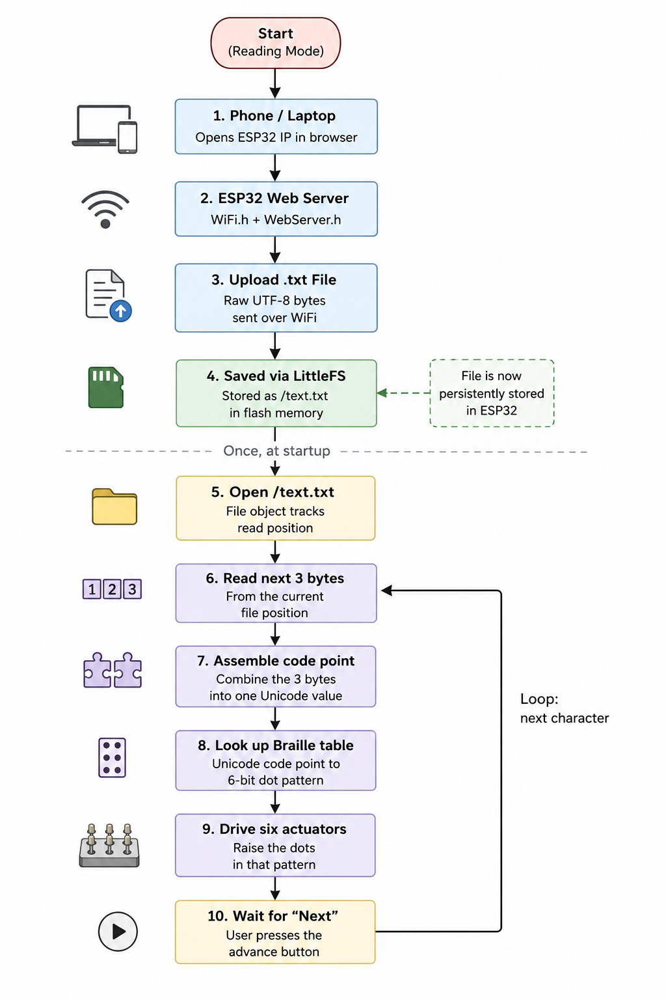 Start
(Reading Mode)
1. Phone / Laptop
Opens ESP32 IP in browser
2. ESP32 Web Server
WiFi.h + WebServer.h
3. Upload .txt File
Raw UTF-8 bytes
sent over WiFi
4. Saved via LittleFS
Stored as /text.txt
in flash memory
File is now
persistently stored
in ESP32
Once, at startup
5. Open /text.txt
File object tracks
read position
1 2 3
6. Read next 3 bytes
From the current
file position
7. Assemble code point
Combine the 3 bytes
into one Unicode value
Loop:
next character
8. Look up Braille table
Unicode code point to
6-bit dot pattern
9. Drive six actuators
Raise the dots
in that pattern
10. Wait for “Next”
User presses the
advance button